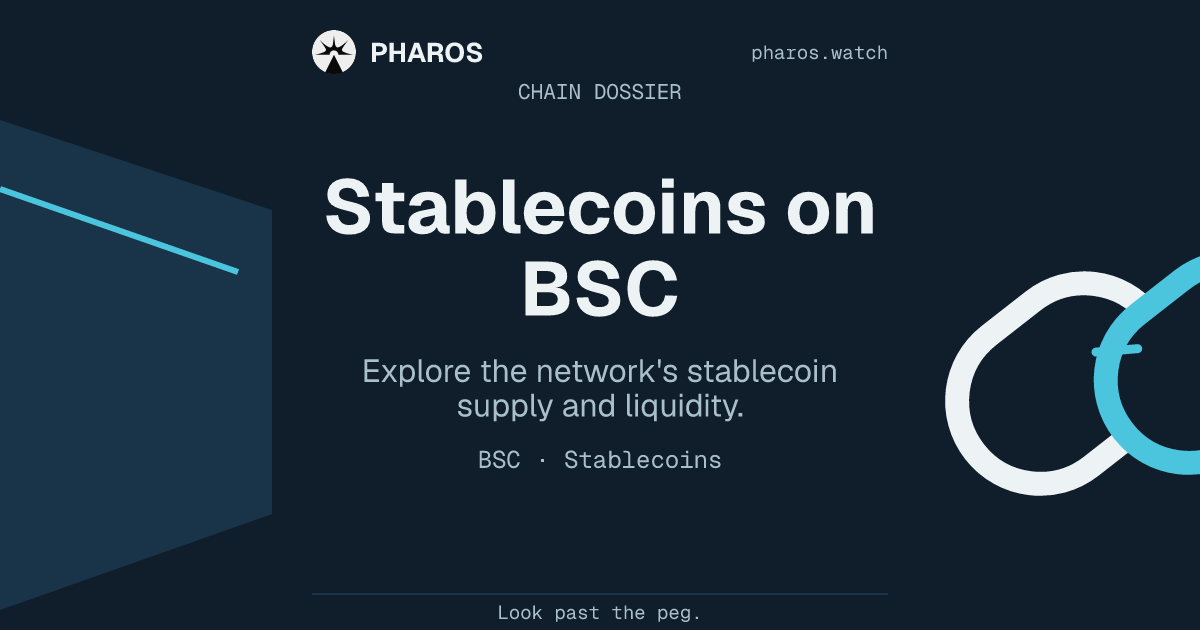 PHAROS
pharos.watch
CHAIN DOSSIER
Stablecoins on
BSC
Explore the network's stablecoin
supply and liquidity.
BSC · Stablecoins
Look past the peg.